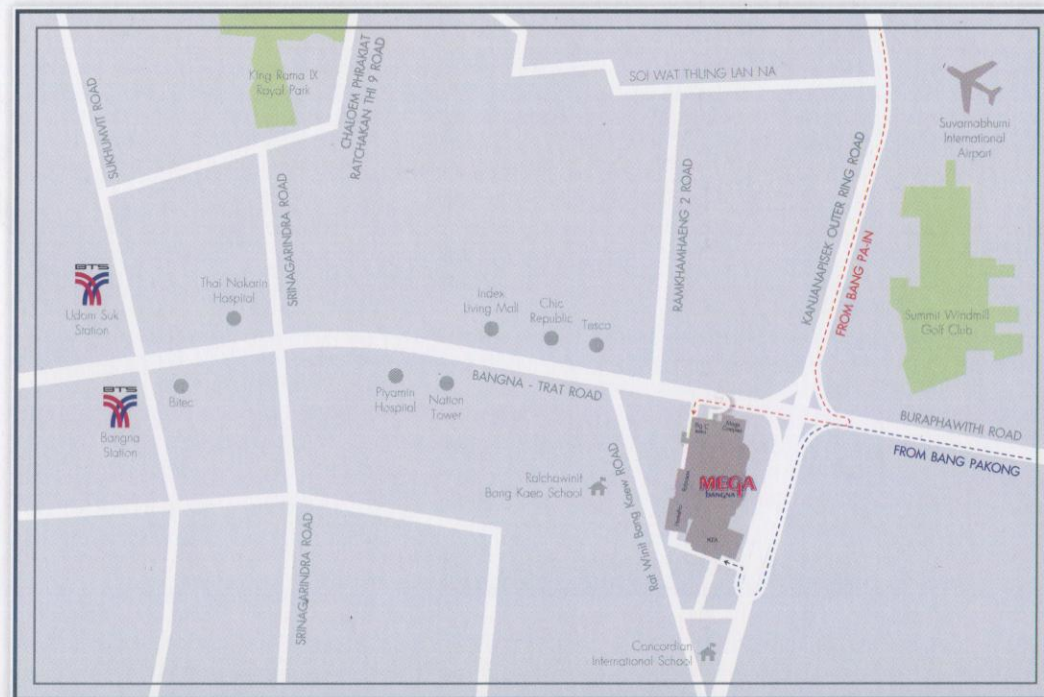 King Rama IX
Royal Park
SUKHUMVIT ROAD
CHALOEM PHRAKIAT
RATCHAKAN THI 9 ROAD
SOI WAT THUNG LAN NA
Suvarnabhumi
International
Airport
SRINAGARINDRA ROAD
RAMKHAMHAENG 2 ROAD
KANJANAPISEK OUTER RING ROAD
FROM BANG PA-IN
BTS
Udom Suk
Station
Thai Nakarin
Hospital
Index
Living Mall
Chic
Republic
Tesco
Summit Windmill
Golf Club
BTS
Bangna
Station
Bitec
Piyamin
Hospital
Nation
Tower
BANGNA - TRAT ROAD
BURAPHAWITHI ROAD
FROM BANG PAKONG
Ratchawinit
Bang Kaeo School
Rat Winit Bang Kaew ROAD
MEGA
BANGNA
IKEA
SRINAGARINDRA ROAD
Concordian
International School